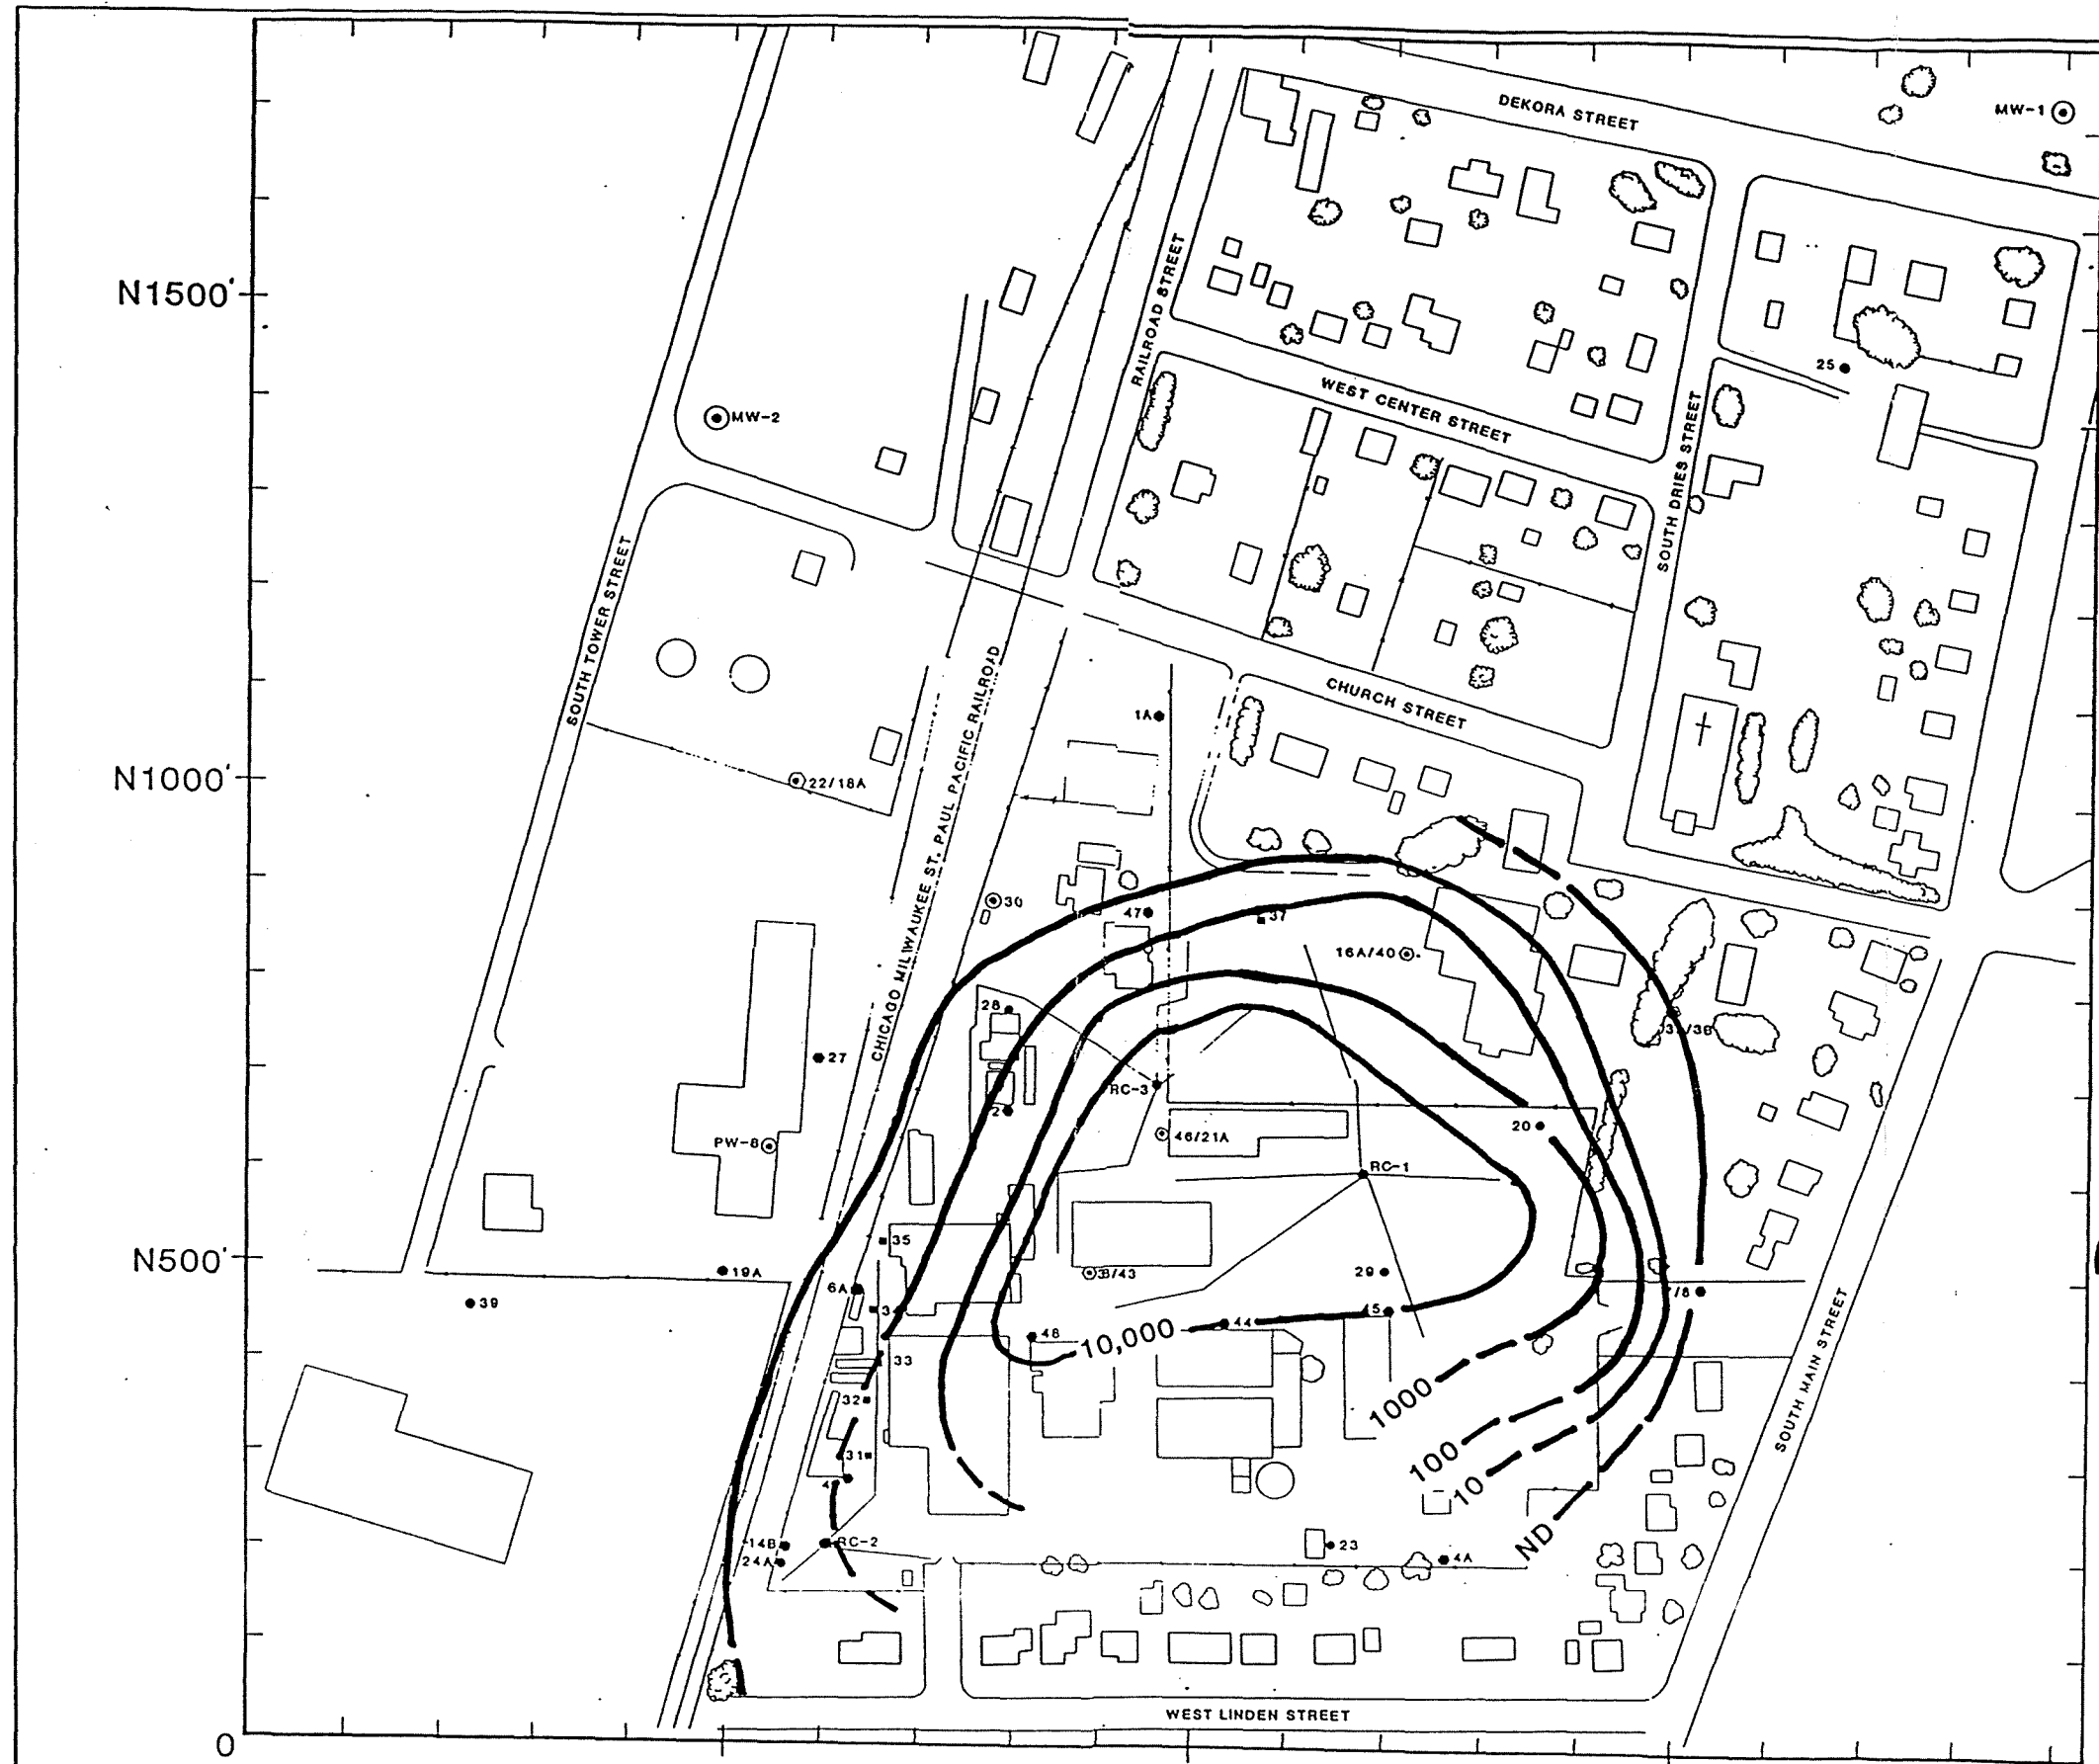 DEKORA STREET
MW-1
N1500'
RAILROAD STREET
25
WEST CENTER STREET
MW-2
SOUTH DRIES STREET
SOUTH TOWER STREET
CHURCH STREET
1A
N1000'
22/18A
CHICAGO MILWAUKEE ST. PAUL PACIFIC RAILROAD
30
47
37
16A/40
28
27
RC-3
2
20
46/21A
PW-8
RC-1
35
N500'
19A
29
39
6A
45
44
48
10,000
33
1000
32
SOUTH MAIN STREET
100
31
10
ND
14B
RC-2
23
24A
4A
WEST LINDEN STREET
0